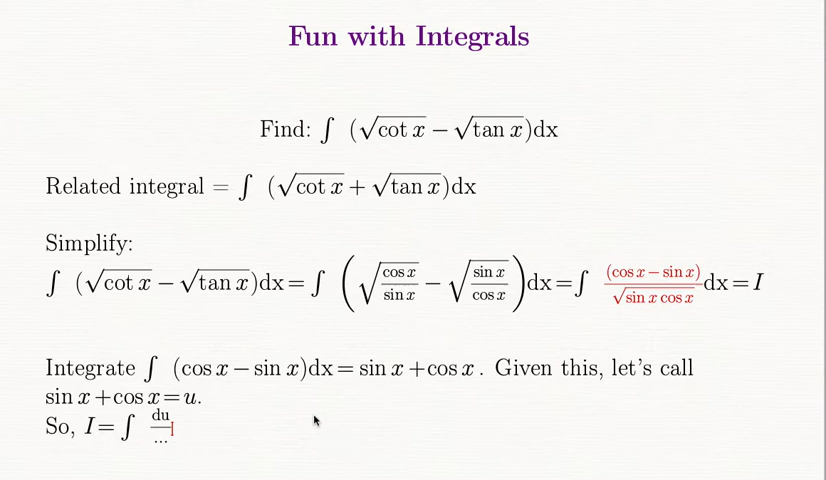 Fun with Integrals
Find: ∫ (√cot x − √tan x)dx
Related integral = ∫ (√cot x + √tan x)dx
Simplify:
∫ (√cot x − √tan x)dx = ∫ (√(cos x / sin x) − √(sin x / cos x))dx = ∫ (cos x − sin x) / √(sin x cos x) dx = I
Integrate ∫ (cos x − sin x)dx = sin x + cos x. Given this, let's call
sin x + cos x = u.
So, I = ∫ du / ...